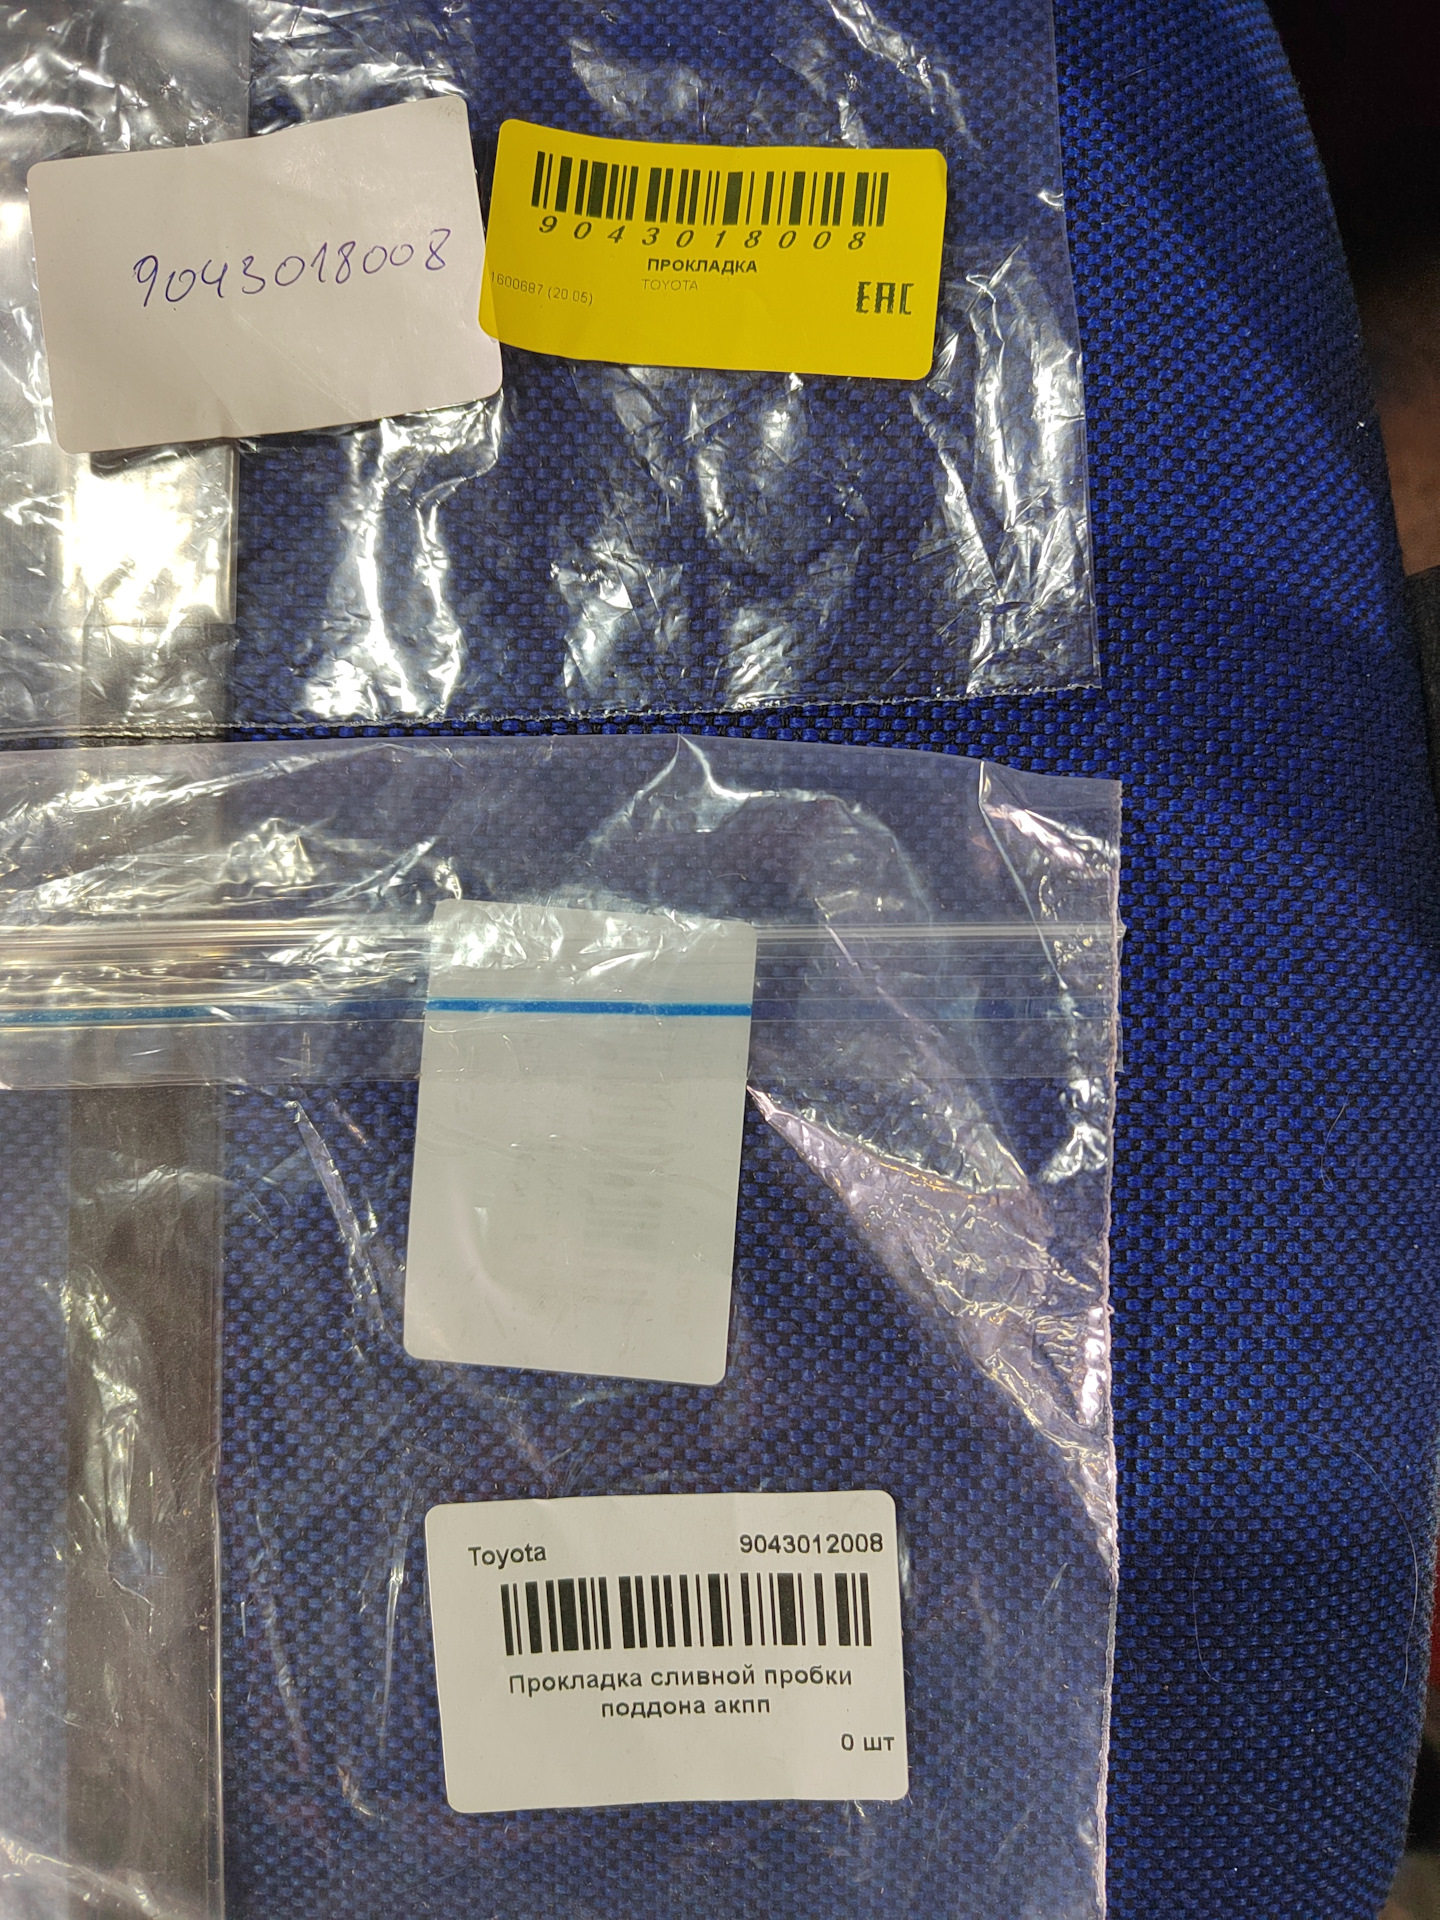 9043018008
9043018008
ПРОКЛАДКА
TOYOTA
1600687 (20.05)
EAC
Toyota 9043012008
Прокладка сливной пробки
поддона акпп
0 шт